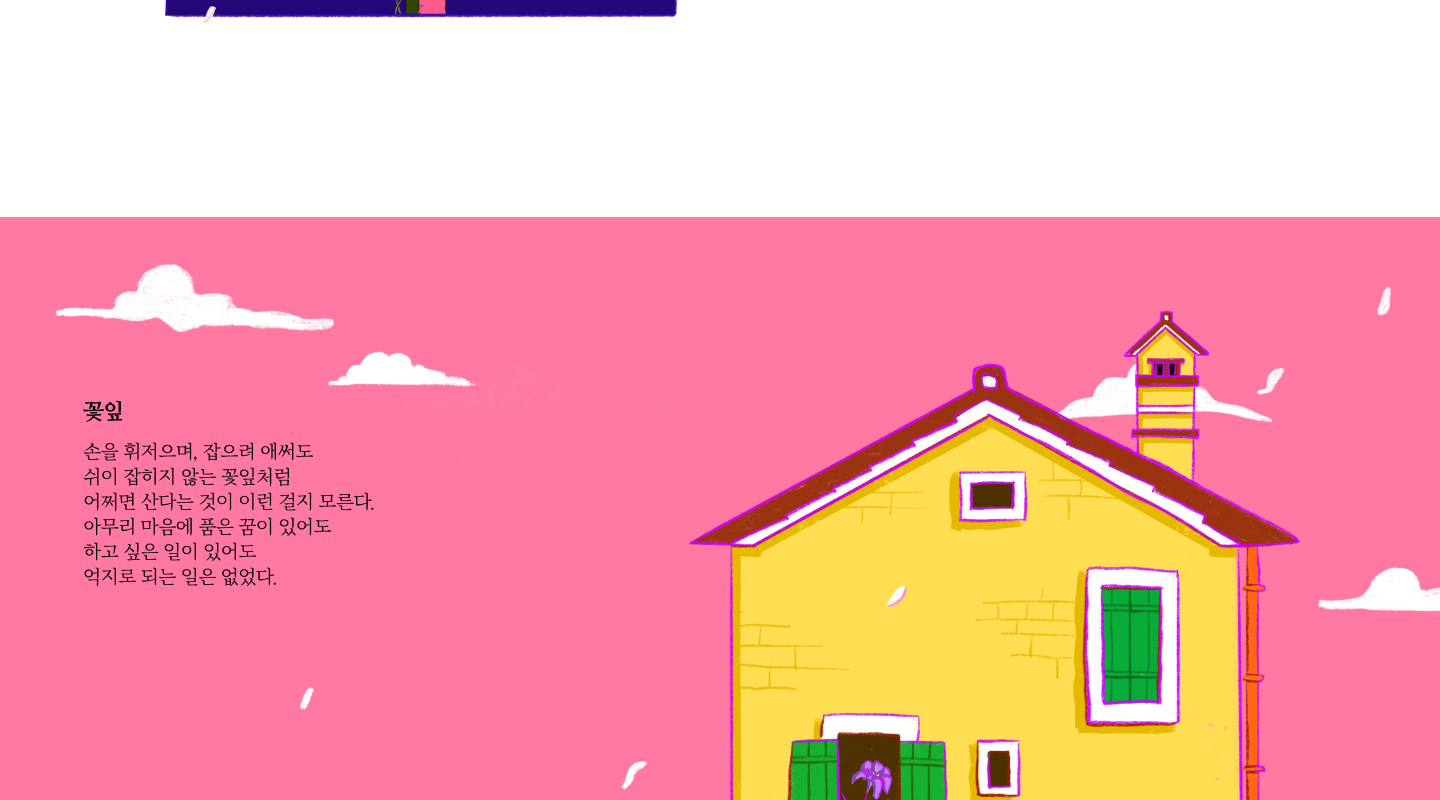 꽃잎
손을 휘저으며, 잡으려 애써도
쉬이 잡히지 않는 꽃잎처럼
어쩌면 산다는 것이 이런 걸지 모른다.
아무리 마음에 품은 꿈이 있어도
하고 싶은 일이 있어도
억지로 되는 일은 없었다.